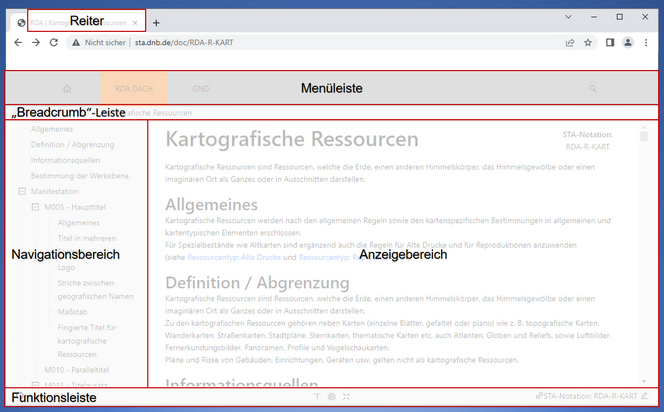 RDA | Kartog
Ressourcen
Reiter
Nicht sicher | sta.dnb.de/doc/RDA-R-KART
RDA DACH
GND
Menüleiste
„Breadcrumb“-Leiste
afische Ressourcen
Allgemeines
Definition / Abgrenzung
Informationsquellen
Bestimmung der Werkebene
Manifestation
M005 - Haupttitel
Allgemeines
Titel in mehreren
Navigationsbereich
Logo
Striche zwischen
geografischen Namen
Maßstab
Fingierte Titel für
kartografische
Ressourcen
M010 - Paralleltitel
M015 - Titelzusatz
Kartografische Ressourcen
STA-Notation:
RDA-R-KART
Kartografische Ressourcen sind Ressourcen, welche die Erde, einen anderen Himmelskörper, das Himmelsgewölbe oder einen
imaginären Ort als Ganzes oder in Ausschnitten darstellen.
Allgemeines
Kartografische Ressourcen werden nach den allgemeinen Regeln sowie den kartenspezifischen Bestimmungen in allgemeinen und
kartentypischen Elementen erschlossen.
Für Spezialbestände wie Altkarten sind ergänzend auch die Regeln für Alte Drucke und für Reproduktionen anzuwenden
(siehe Ressourcentyp: Alte Drucke und Ressourcentyp:
Anzeigebereich
Definition / Abgrenzung
Kartografische Ressourcen sind Ressourcen, welche die Erde, einen anderen Himmelskörper, das Himmelsgewölbe oder einen
imaginären Ort als Ganzes oder in Ausschnitten darstellen.
Zu den kartografischen Ressourcen gehören neben Karten (einzelne Blätter, gefaltet oder plano) wie z. B. topografische Karten,
Wanderkarten, Straßenkarten, Stadtpläne, Sternkarten, thematische Karten etc. auch Atlanten, Globen und Reliefs, sowie Luftbilder,
Fernerkundungsbilder, Panoramen, Profile und Vogelschaukarten.
Pläne und Risse von Gebäuden, Einrichtungen, Geräten usw. gelten nicht als kartografische Ressourcen.
Informationsquellen
Funktionsleiste
STA-Notation: RDA-R-KART